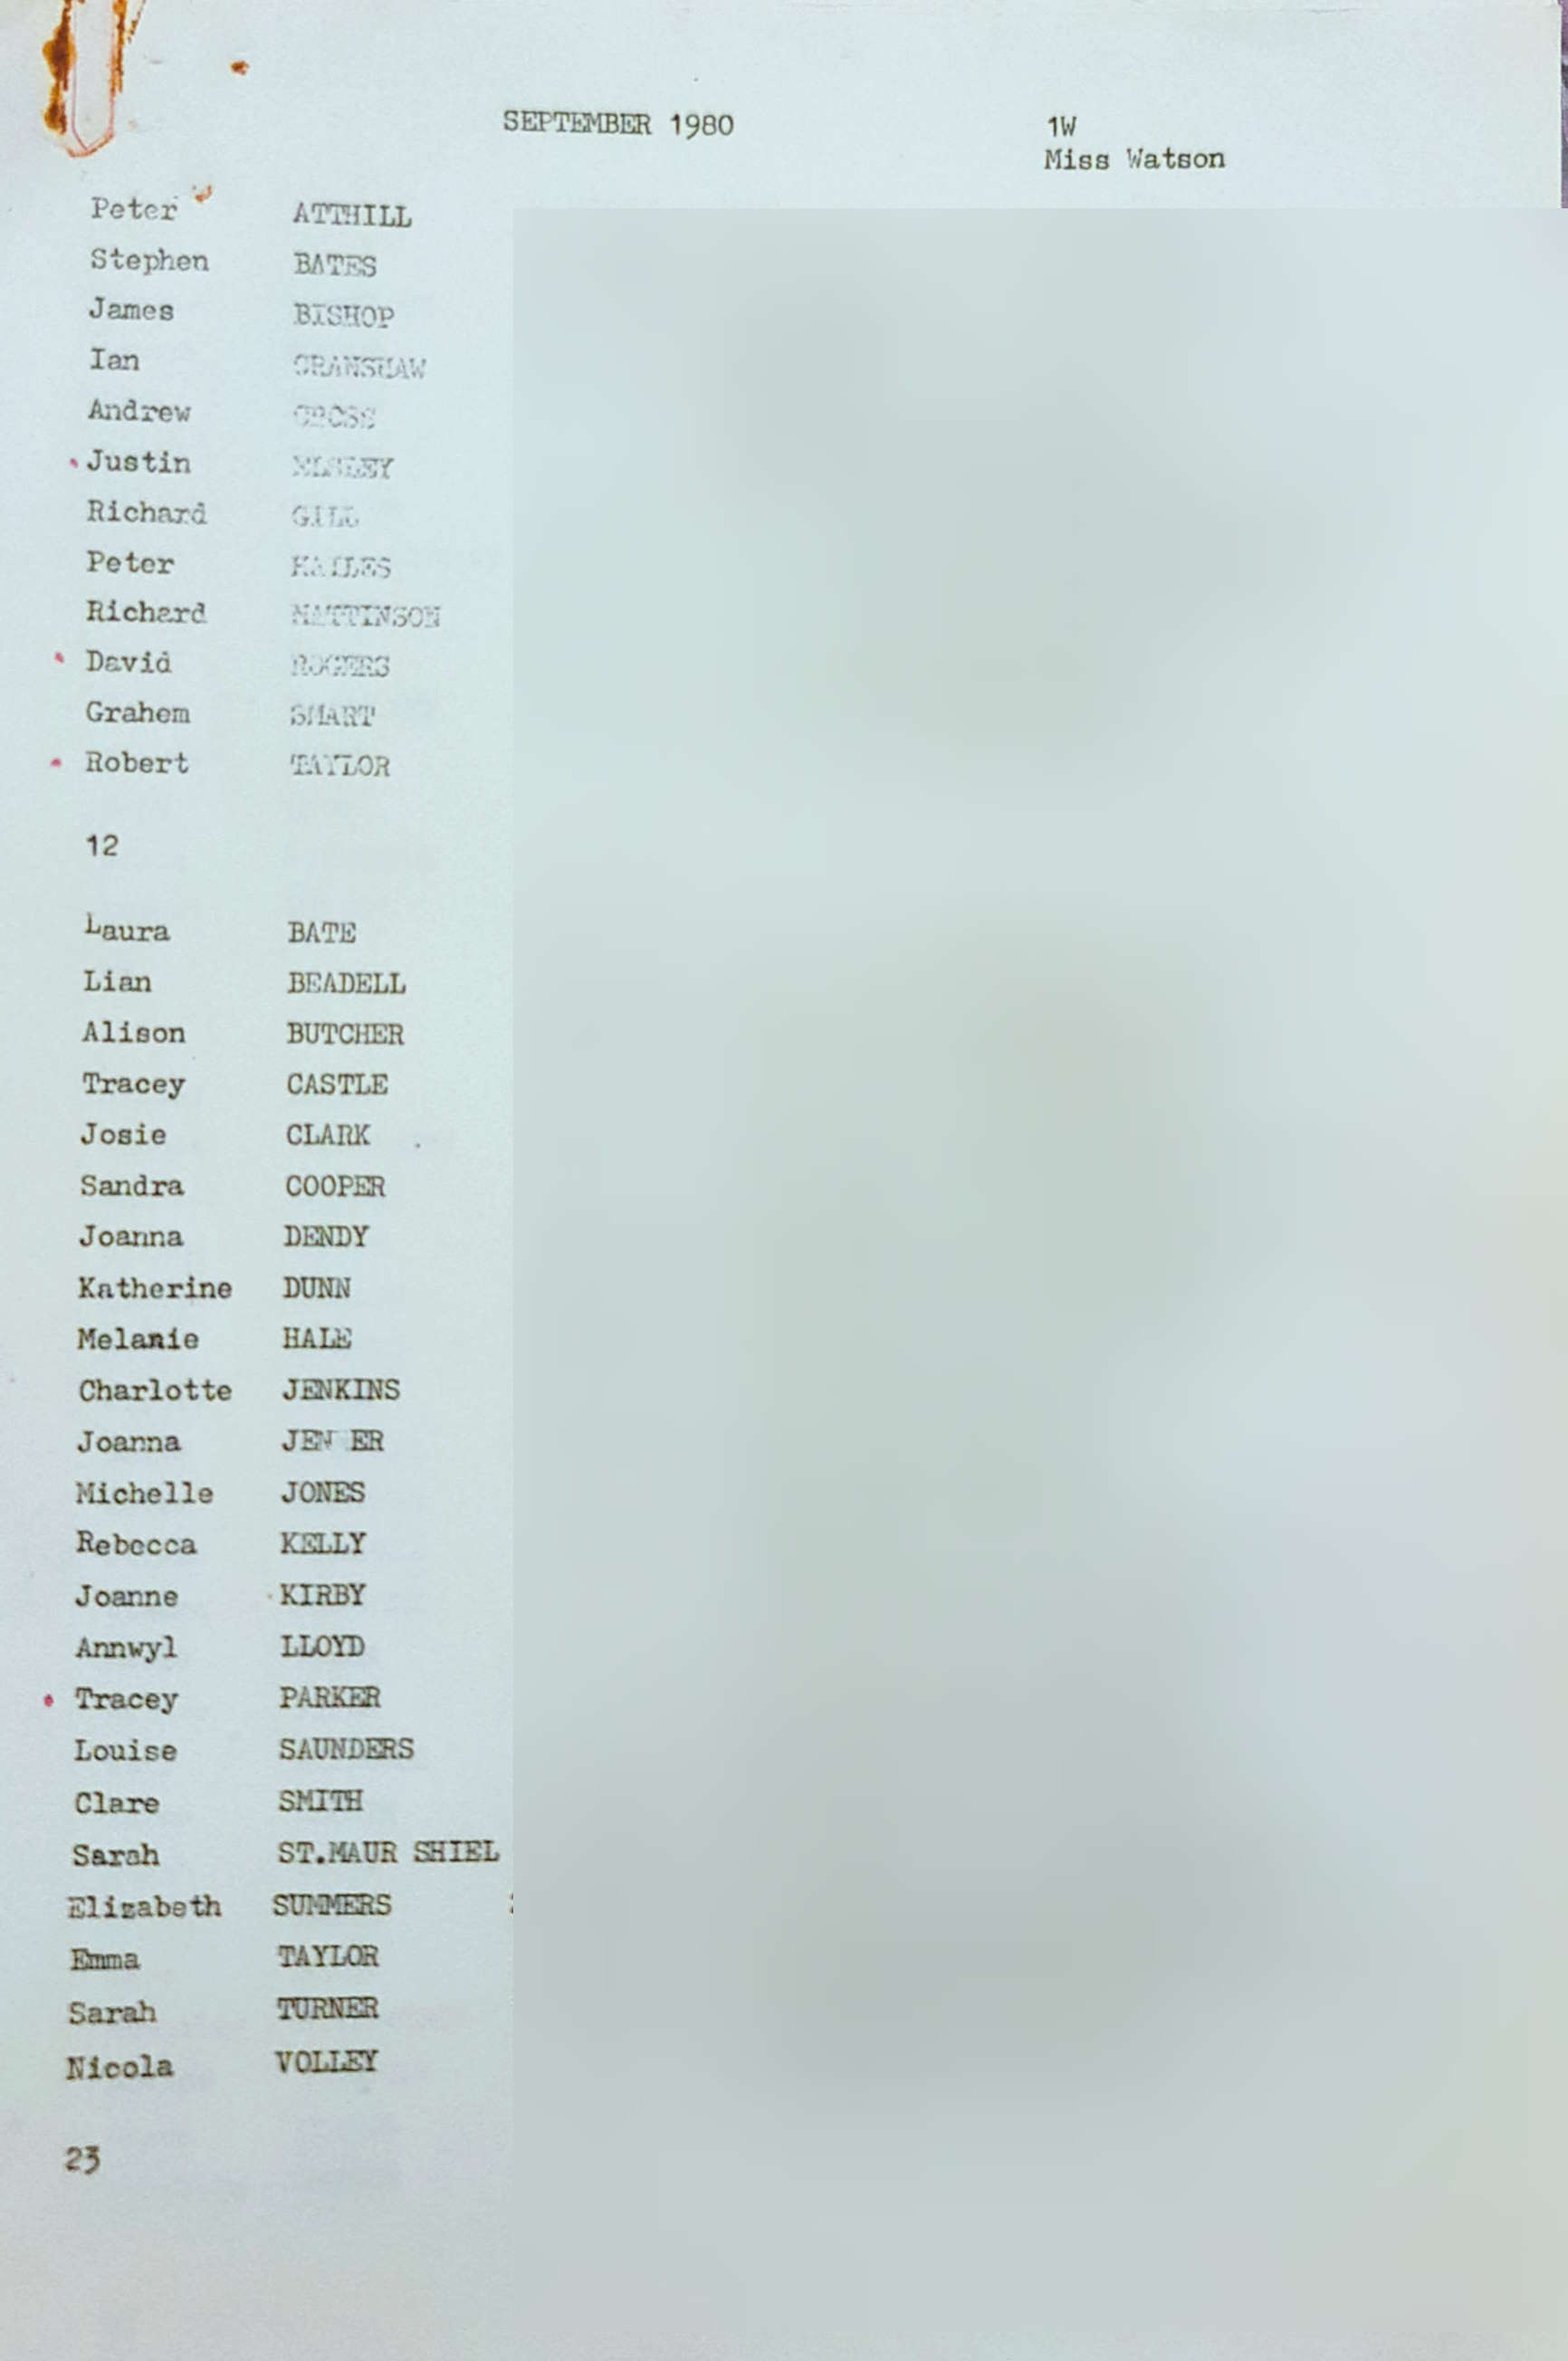 SEPTEMBER 1980 1W
Miss Watson
Peter ATTHILL
Stephen BATES
James BISHOP
Ian CRANSHAW
Andrew CROSS
Justin ELSLEY
Richard GILL
Peter HAILES
Richard MATTINSON
David ROGERS
Grahem SMART
Robert TAYLOR
12
Laura BATE
Lian BEADELL
Alison BUTCHER
Tracey CASTLE
Josie CLARK
Sandra COOPER
Joanna DENDY
Katherine DUNN
Melanie HALE
Charlotte JENKINS
Joanna
Michelle JONES
Rebecca KELLY
Joanne KIRBY
Annwyl LLOYD
Tracey PARKER
Louise SAUNDERS
Clare SMITH
Sarah ST.MAUR SHIEL
Elizabeth SUMMERS
Emma TAYLOR
Sarah TURNER
Nicola VOLLEY
23